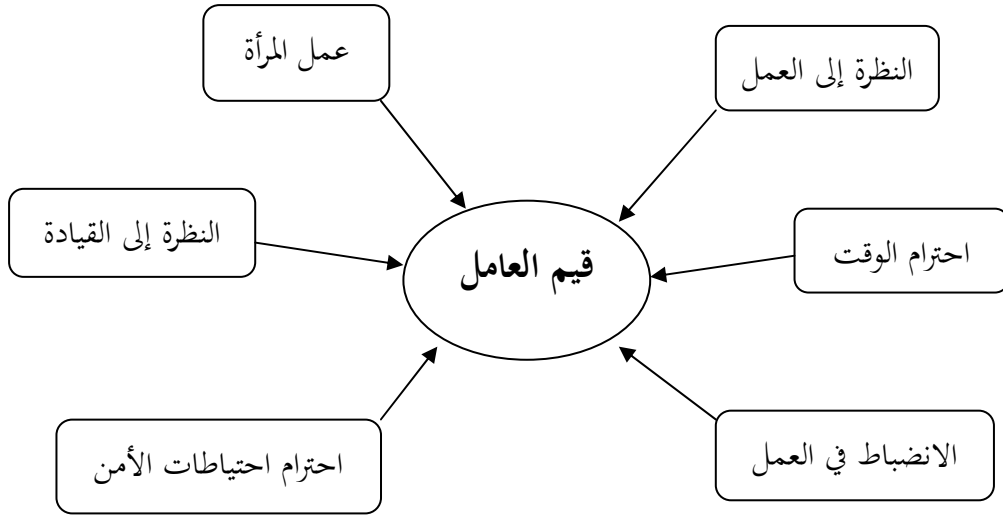 النظرة إلى العمل
عمل المرأة
احترام الوقت
النظرة إلى القيادة
قيم العامل
الانضباط في العمل
احترام احتياطات الأمن